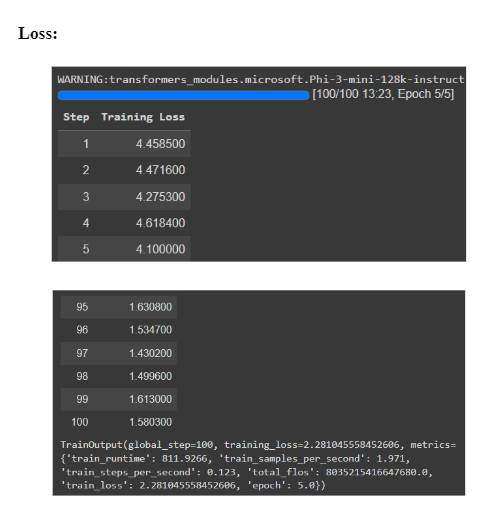 Loss:
WARNING:transformers_modules.microsoft.Phi-3-mini-128k-instruct
[100/100 13:23, Epoch 5/5]
Step Training Loss
1 4.458500
2 4.471600
3 4.275300
4 4.618400
5 4.100000
95 1.630800
96 1.534700
97 1.430200
98 1.499600
99 1.613000
100 1.580300
TrainOutput(global_step=100, training_loss=2.281045558452606, metrics=
{'train_runtime': 811.9266, 'train_samples_per_second': 1.971,
'train_steps_per_second': 0.123, 'total_flos': 8035215416647680.0,
'train_loss': 2.281045558452606, 'epoch': 5.0})